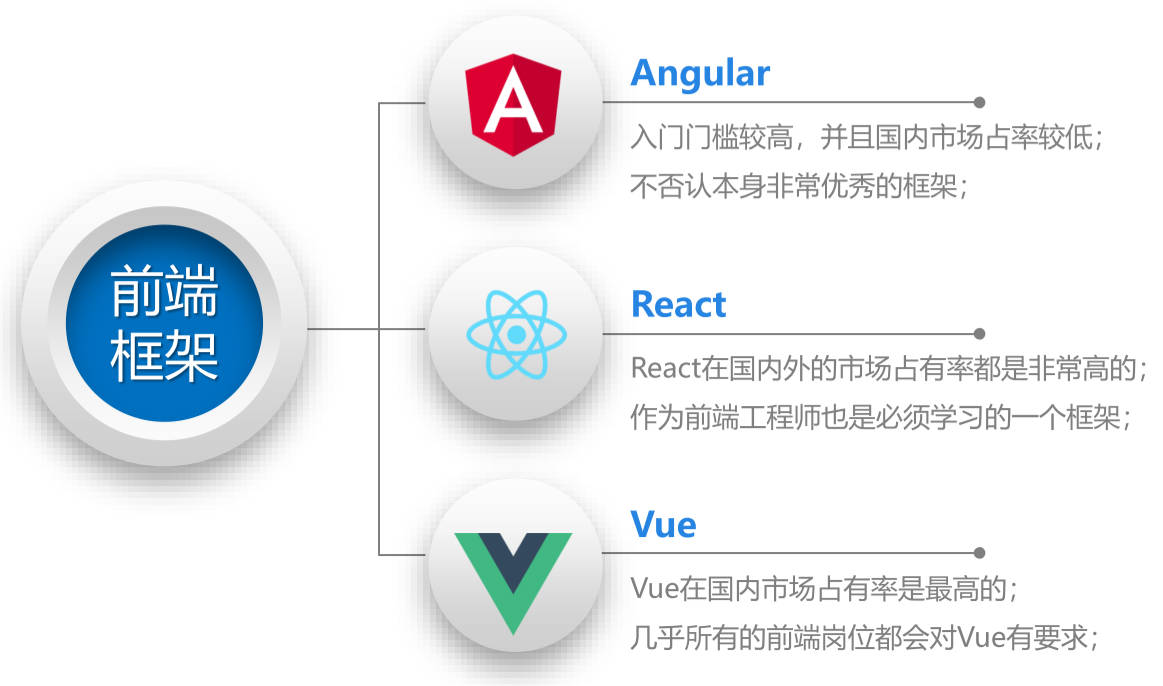 前端
框架
Angular
入门门槛较高，并且国内市场占率较低；
不否认本身非常优秀的框架；
React
React在国内外的市场占有率都是非常高的；
作为前端工程师也是必须学习的一个框架；
Vue
Vue在国内市场占有率是最高的；
几乎所有的前端岗位都会对Vue有要求；